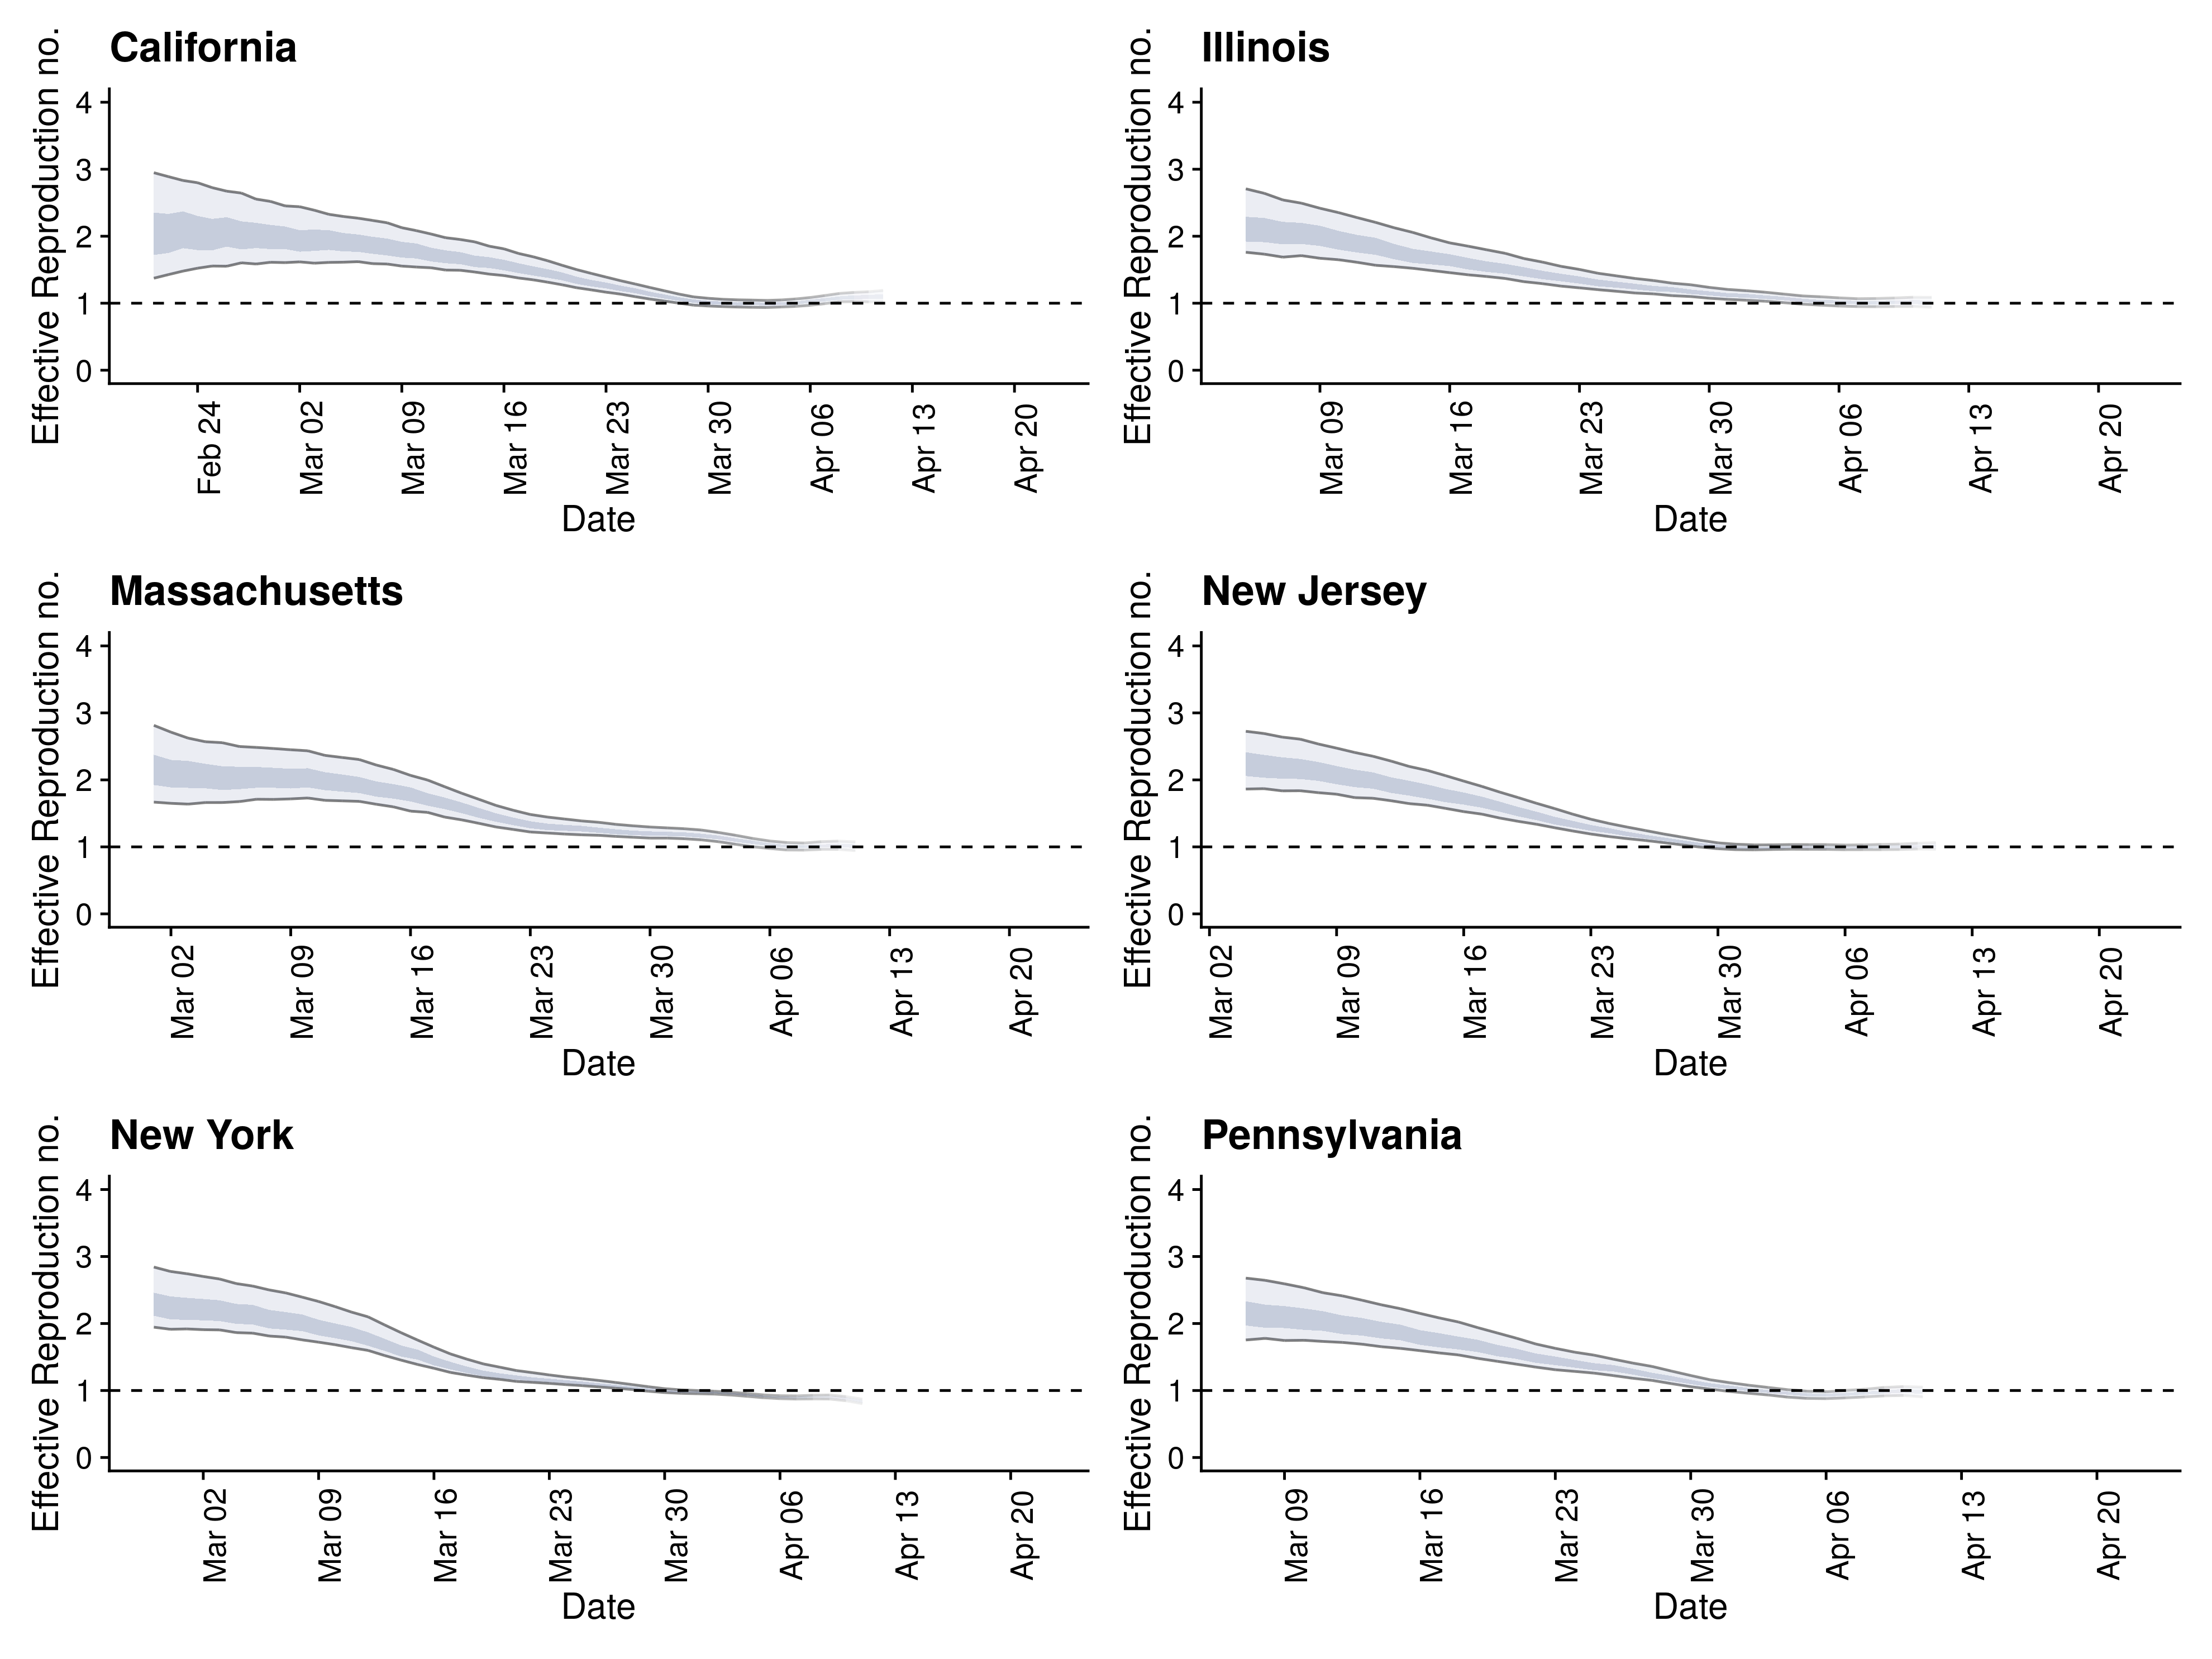 California
Effective Reproduction no.
4
3
2
1
0
Feb 24
Mar 02
Mar 09
Mar 16
Mar 23
Mar 30
Apr 06
Apr 13
Apr 20
Date
Illinois
Effective Reproduction no.
4
3
2
1
0
Mar 09
Mar 16
Mar 23
Mar 30
Apr 06
Apr 13
Apr 20
Date
Massachusetts
Effective Reproduction no.
4
3
2
1
0
Mar 02
Mar 09
Mar 16
Mar 23
Mar 30
Apr 06
Apr 13
Apr 20
Date
New Jersey
Effective Reproduction no.
4
3
2
1
0
Mar 02
Mar 09
Mar 16
Mar 23
Mar 30
Apr 06
Apr 13
Apr 20
Date
New York
Effective Reproduction no.
4
3
2
1
0
Mar 02
Mar 09
Mar 16
Mar 23
Mar 30
Apr 06
Apr 13
Apr 20
Date
Pennsylvania
Effective Reproduction no.
4
3
2
1
0
Mar 09
Mar 16
Mar 23
Mar 30
Apr 06
Apr 13
Apr 20
Date